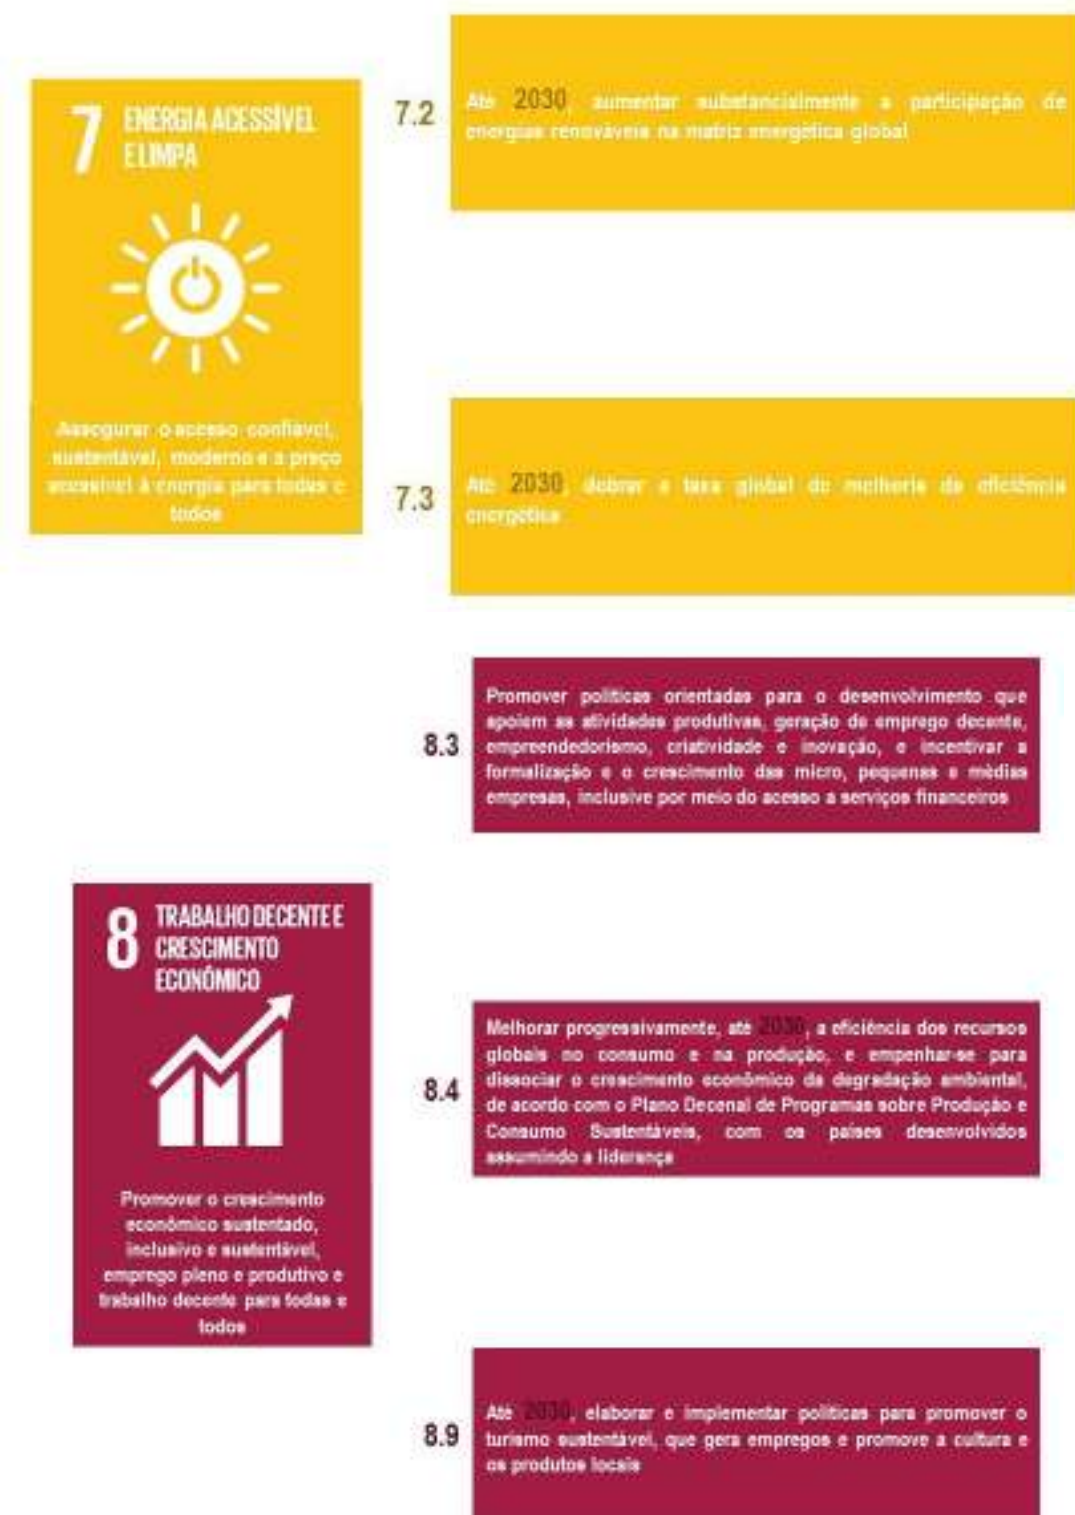 7 ENERGIA ACESSÍVEL
E LIMPA
Assegurar o acesso confiável,
sustentável, moderno e a preço
acessível à energia para todas e
todos
7.2
Até 2030, aumentar substancialmente a participação de
energias renováveis na matriz energética global
7.3
Até 2030, dobrar a taxa global de melhoria da eficiência
energética
8.3
Promover políticas orientadas para o desenvolvimento que
apoiem as atividades produtivas, geração de emprego decente,
empreendedorismo, criatividade e inovação, e incentivar a
formalização e o crescimento das micro, pequenas e médias
empresas, inclusive por meio do acesso a serviços financeiros
8 TRABALHO DECENTE E
CRESCIMENTO
ECONÔMICO
Promover o crescimento
econômico sustentado,
inclusivo e sustentável,
emprego pleno e produtivo e
trabalho decente para todas e
todos
8.4
Melhorar progressivamente, até 2030, a eficiência dos recursos
globais no consumo e na produção, e empenhar-se para
dissociar o crescimento econômico da degradação ambiental,
de acordo com o Plano Decenal de Programas sobre Produção e
Consumo Sustentáveis, com os países desenvolvidos
assumindo a liderança
8.9
Até 2030, elaborar e implementar políticas para promover o
turismo sustentável, que gera empregos e promove a cultura e
os produtos locais